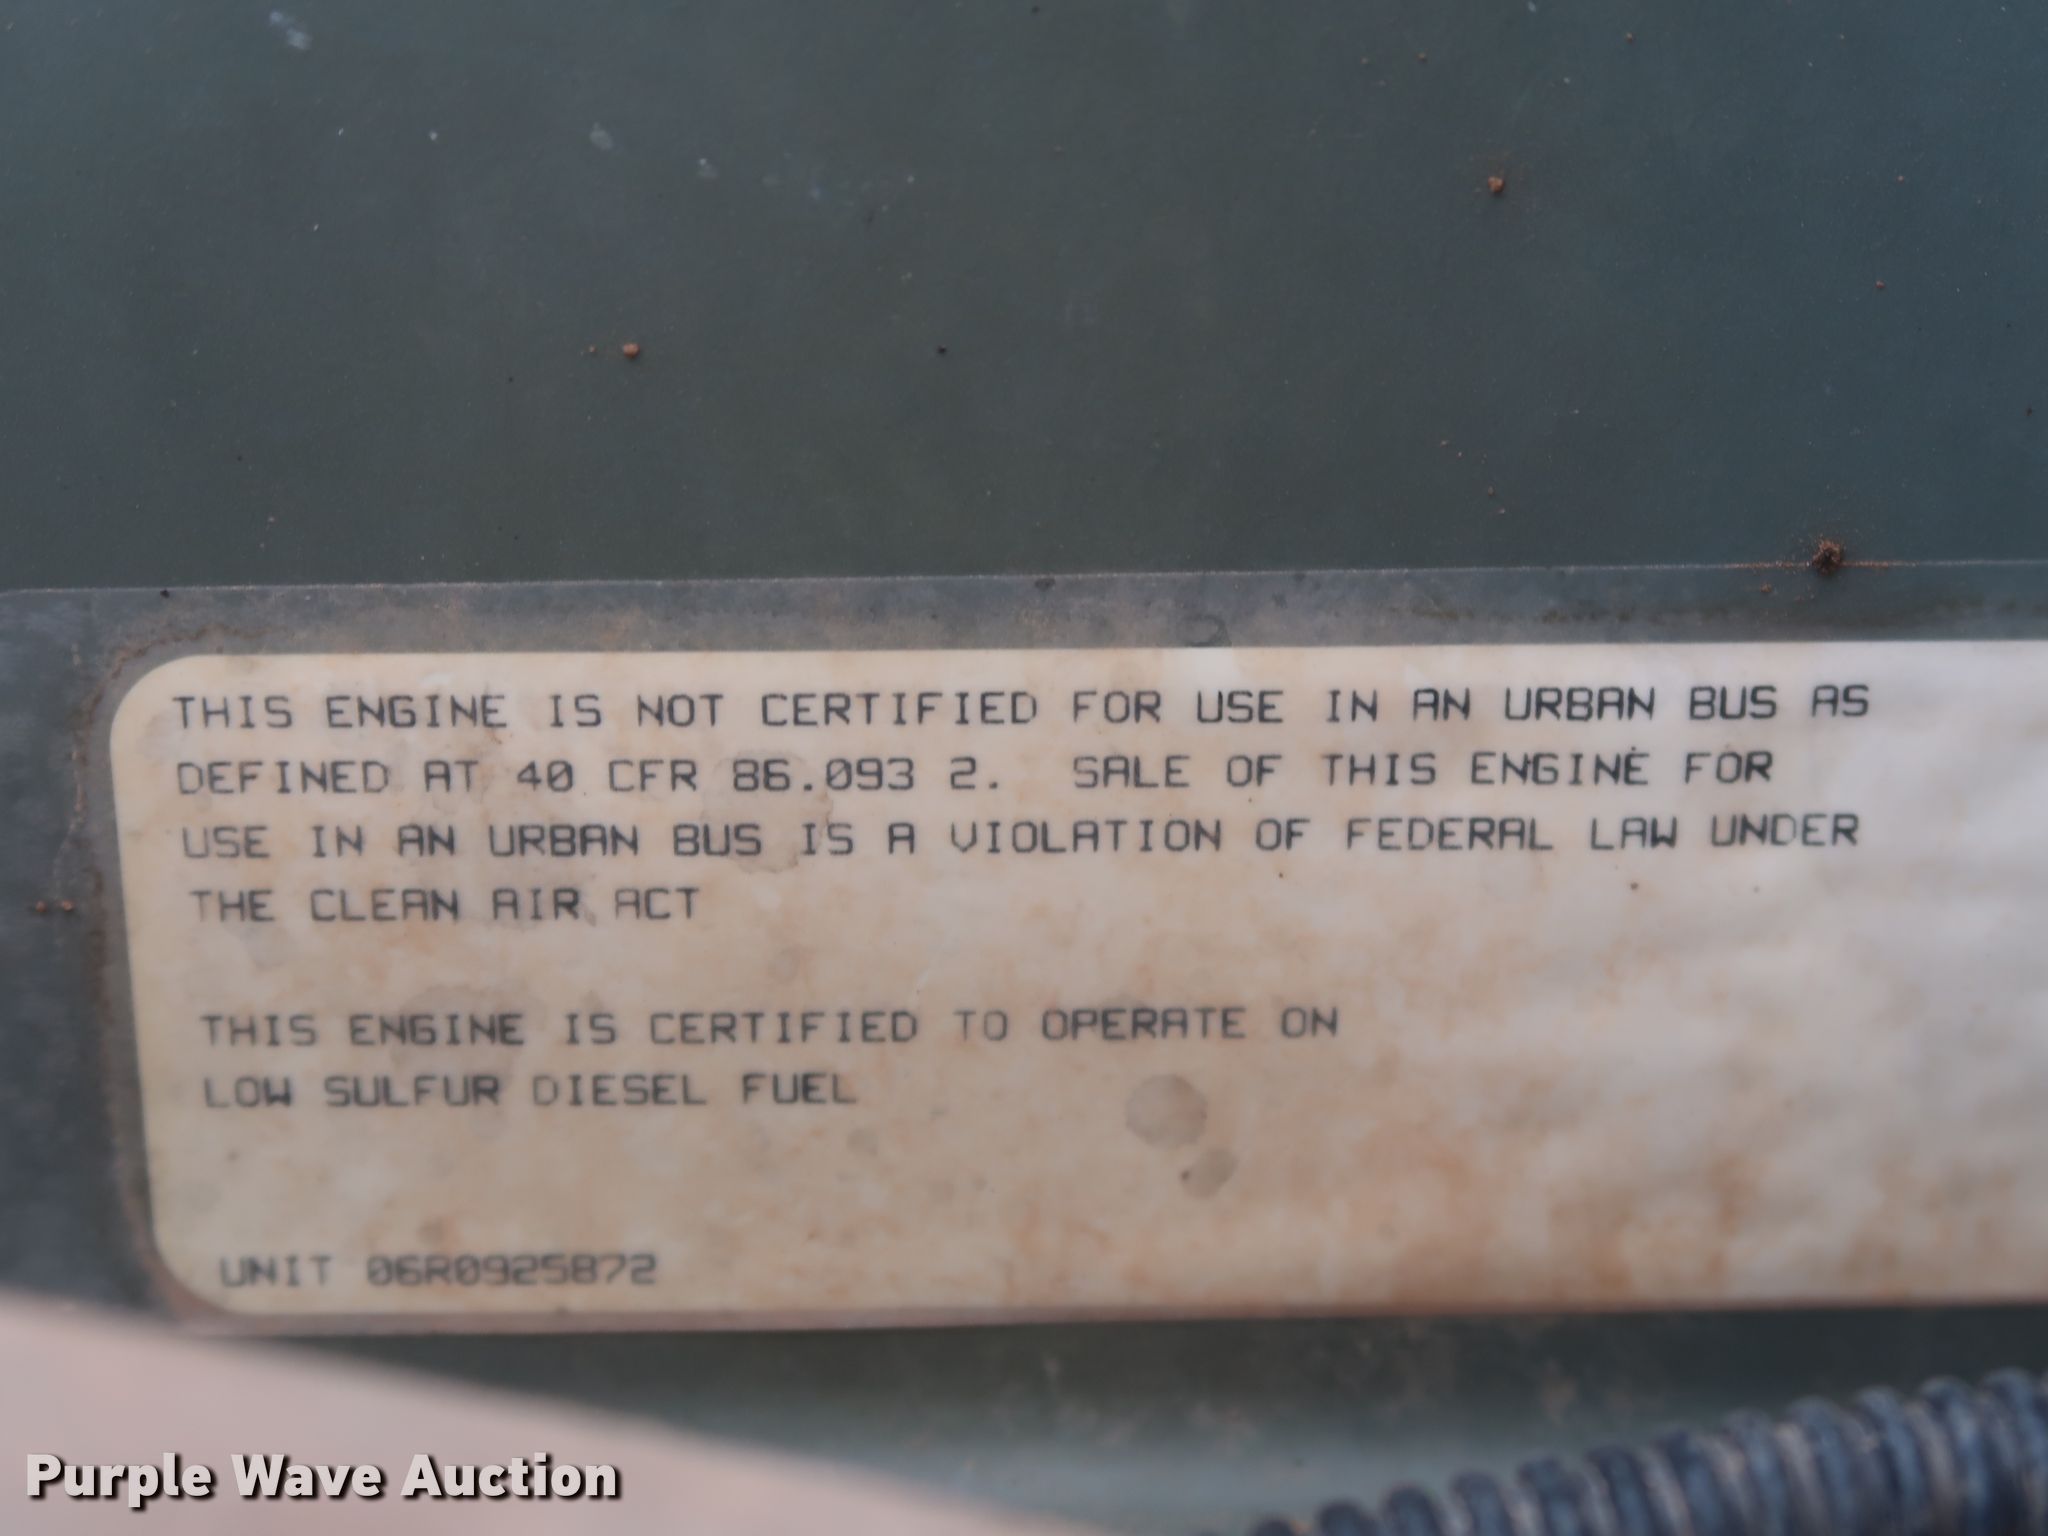 THIS ENGINE IS NOT CERTIFIED FOR USE IN AN URBAN BUS AS
DEFINED AT 40 CFR 86.093 2. SALE OF THIS ENGINE FOR
USE IN AN URBAN BUS IS A VIOLATION OF FEDERAL LAW UNDER
THE CLEAN AIR ACT
THIS ENGINE IS CERTIFIED TO OPERATE ON
LOW SULFUR DIESEL FUEL
UNIT 06R0925872
Purple Wave Auction